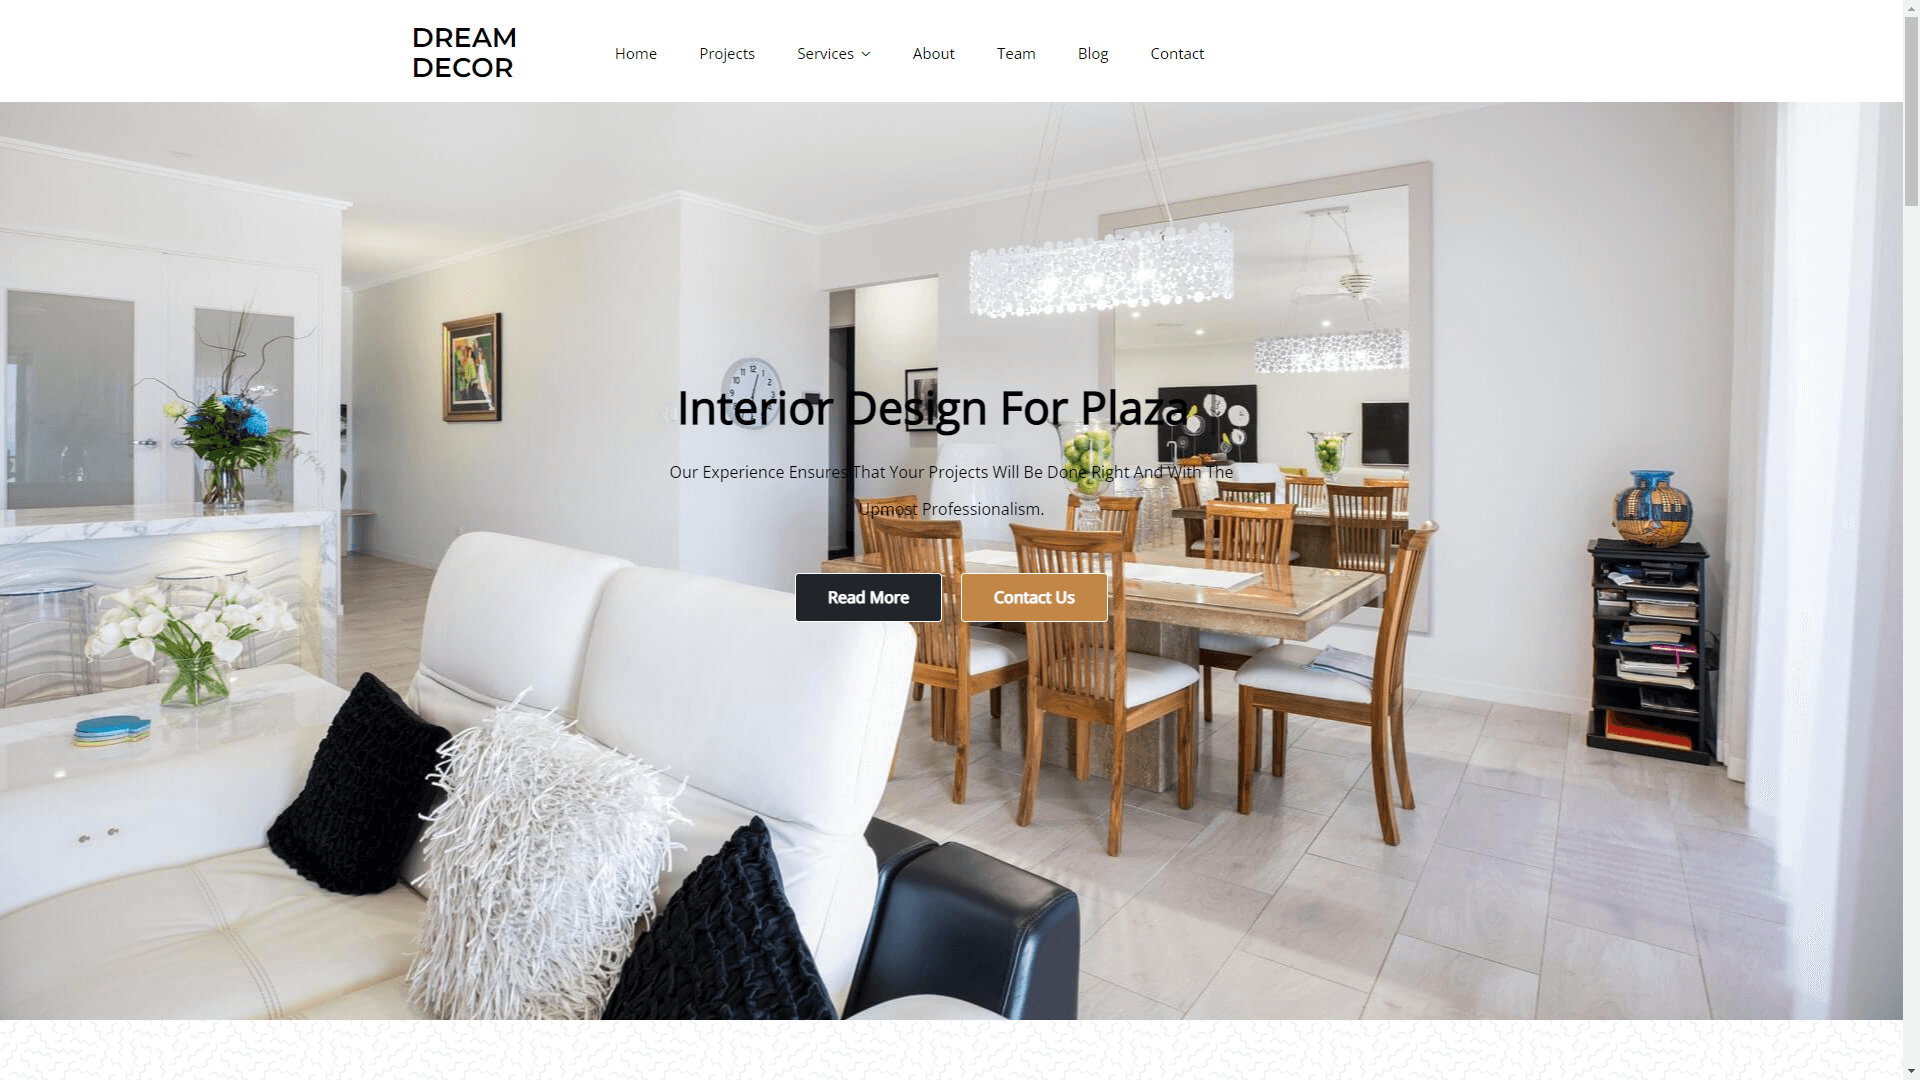 DREAM
DECOR
Home Projects Services About Team Blog Contact
Interior Design For Plaza
Our Experience Ensures That Your Projects Will Be Done Right And With The
Upmost Professionalism.
Read More Contact Us